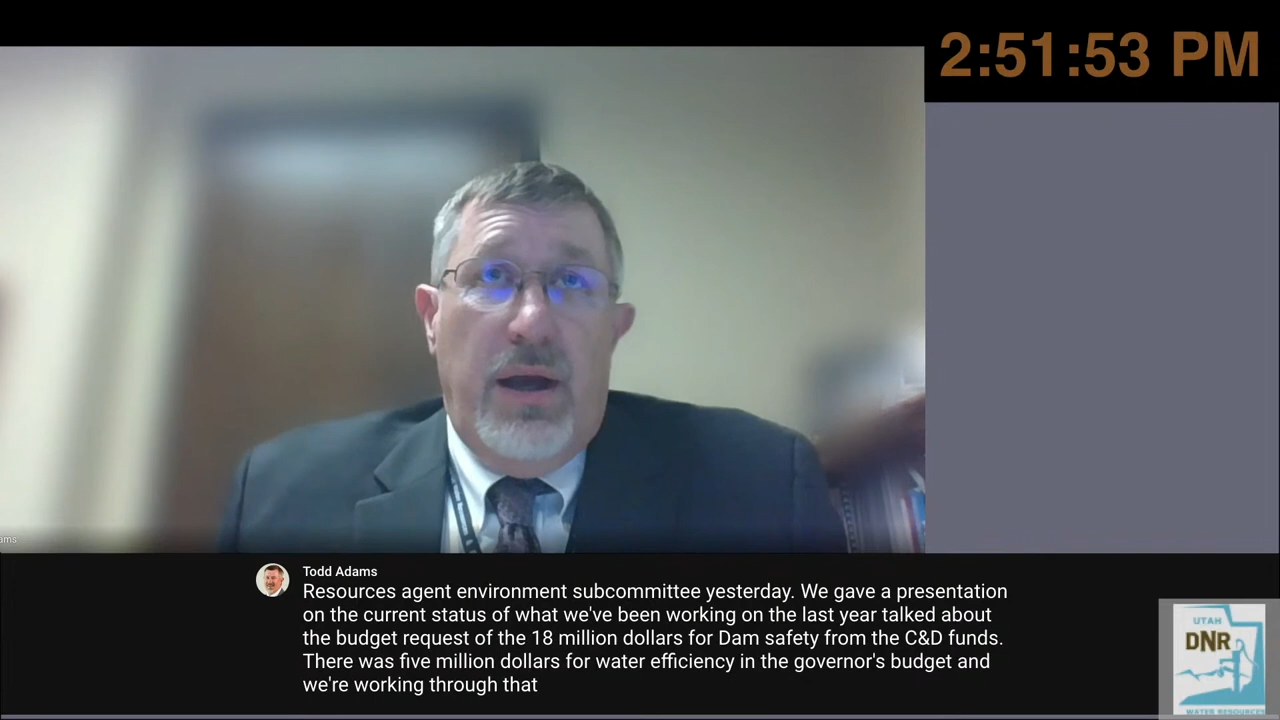 2:51:53 PM
ams
Todd Adams
Resources agent environment subcommittee yesterday. We gave a presentation
on the current status of what we've been working on the last year talked about
the budget request of the 18 million dollars for Dam safety from the C&D funds.
There was five million dollars for water efficiency in the governor's budget and
we're working through that
UTAH
DNR
WATER RESOURCES